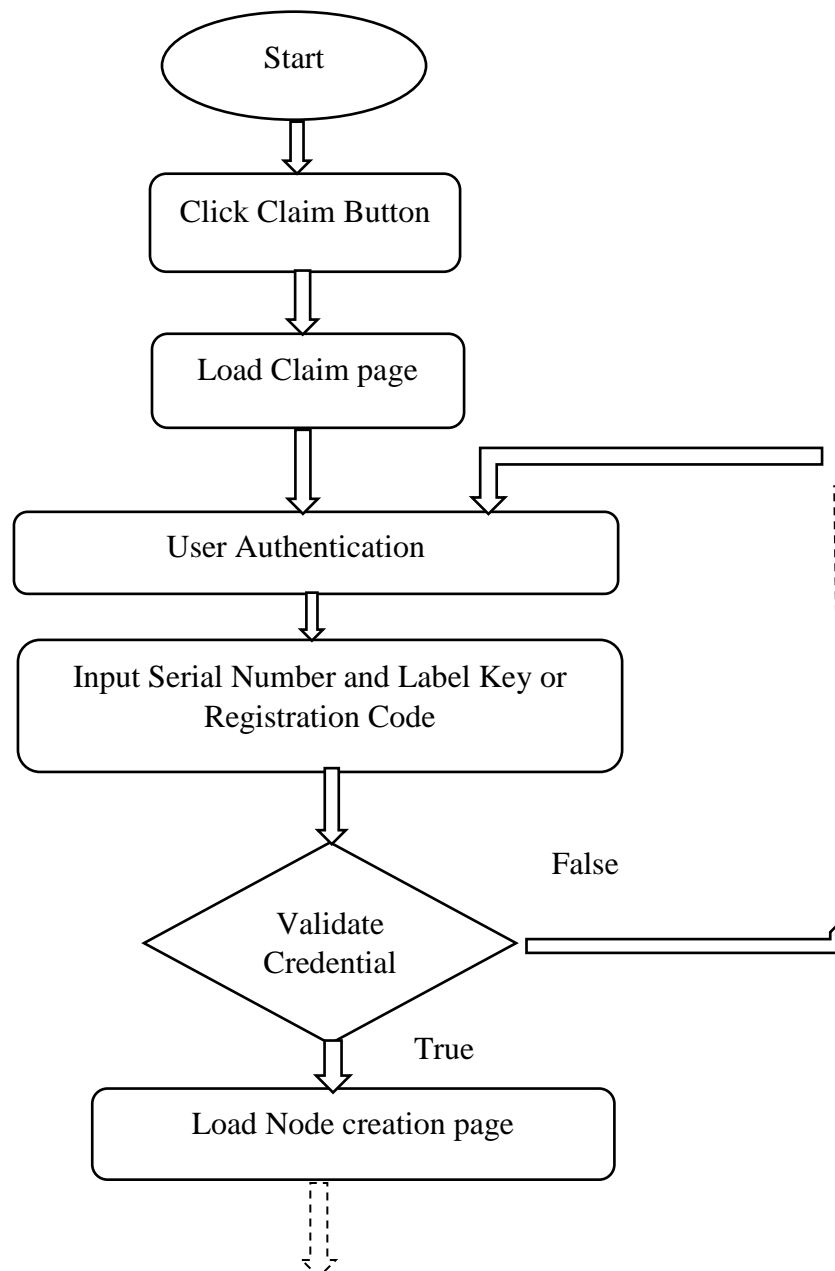 Start
Click Claim Button
Load Claim page
User Authentication
Input Serial Number and Label Key or
Registration Code
False
Validate
Credential
True
Load Node creation page